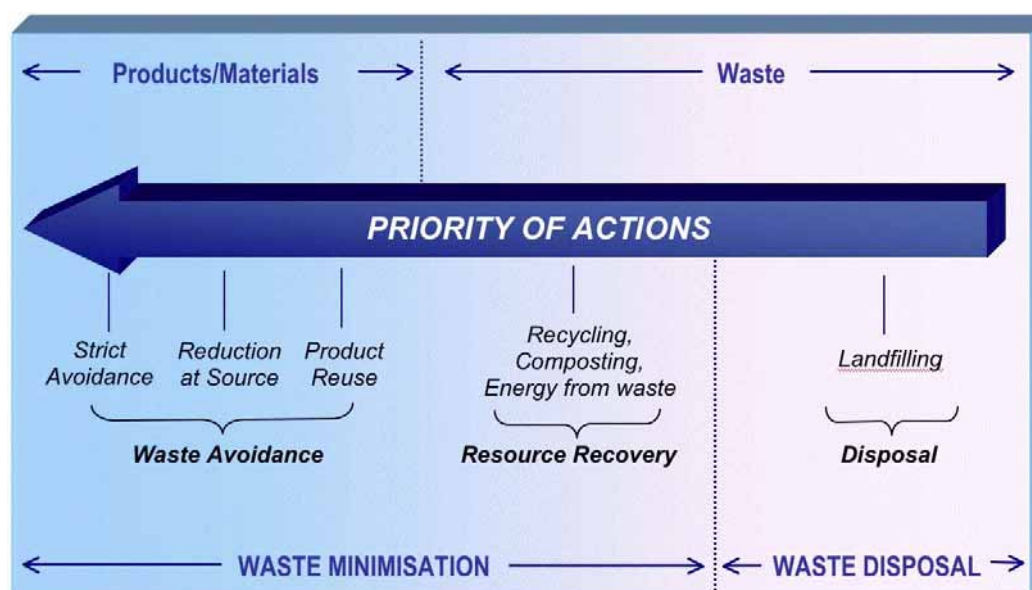 Products/Materials
Waste
PRIORITY OF ACTIONS
Strict
Avoidance
Reduction
at Source
Product
Reuse
Recycling,
Composting,
Energy from waste
Landfilling
Waste Avoidance
Resource Recovery
Disposal
WASTE MINIMISATION
WASTE DISPOSAL